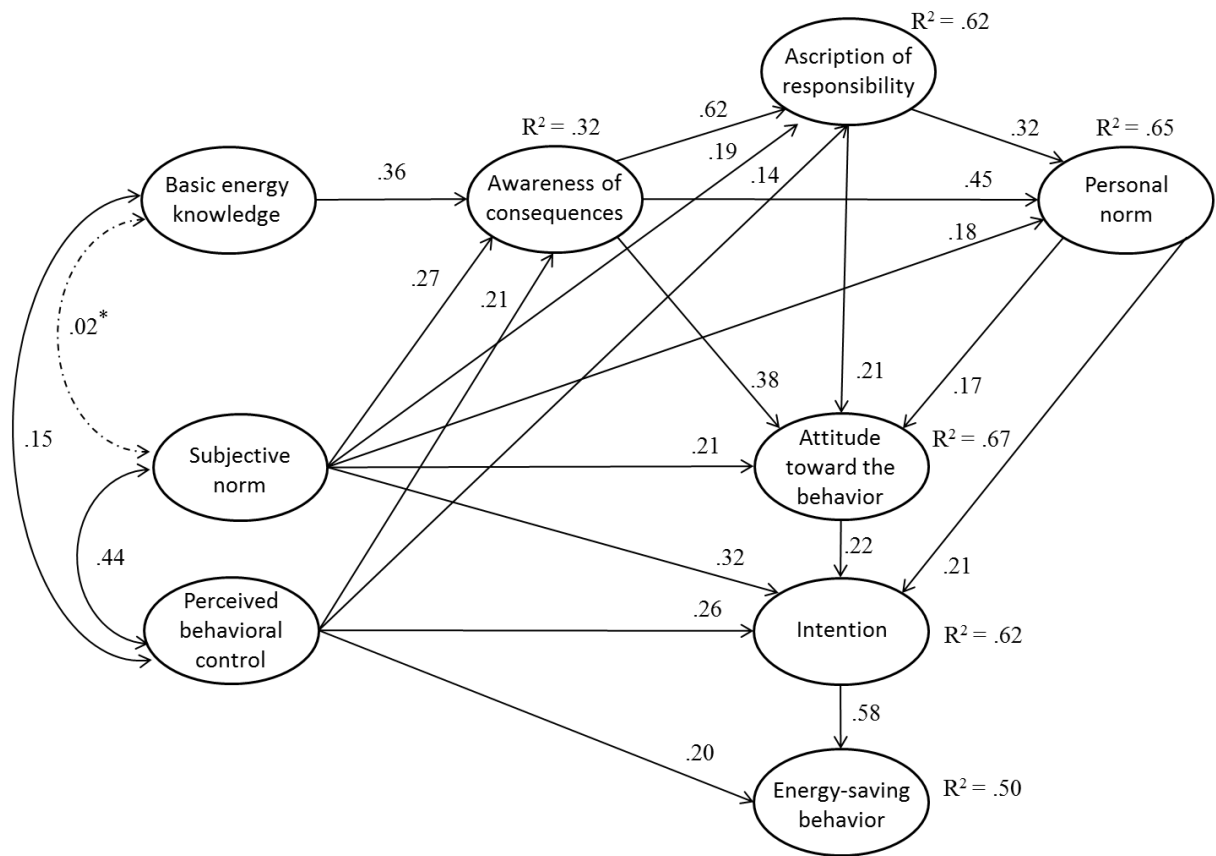 R² = .62
Ascription of
responsibility
.62
R² = .32
.32
R² = .65
.19
.14
Basic energy
knowledge
.36
Awareness of
consequences
.45
Personal
norm
.18
.27
.21
.02*
.38
.21
.17
.15
Subjective
norm
.21
Attitude
toward the
behavior
R² = .67
.44
.32
.22
.21
Perceived
behavioral
control
.26
Intention
R² = .62
.58
.20
Energy-saving
behavior
R² = .50